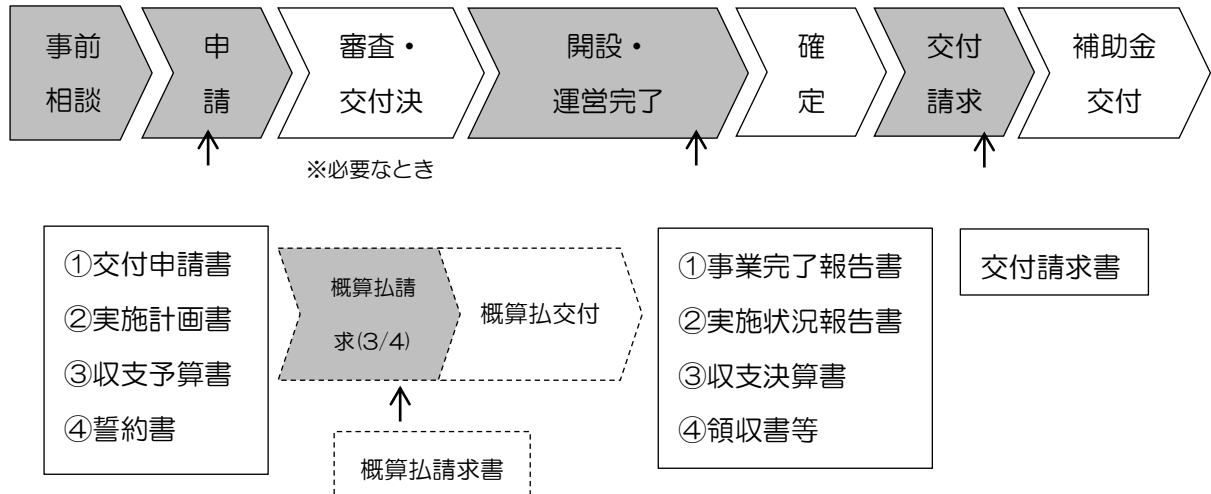 事前
相談
申
請
審査・
交付決
開設・
運営完了
確
定
交付
請求
補助金
交付
※必要なとき
①交付申請書
②実施計画書
③収支予算書
④誓約書
概算払請
求(3/4)
概算払交付
概算払請求書
①事業完了報告書
②実施状況報告書
③収支決算書
④領収書等
交付請求書